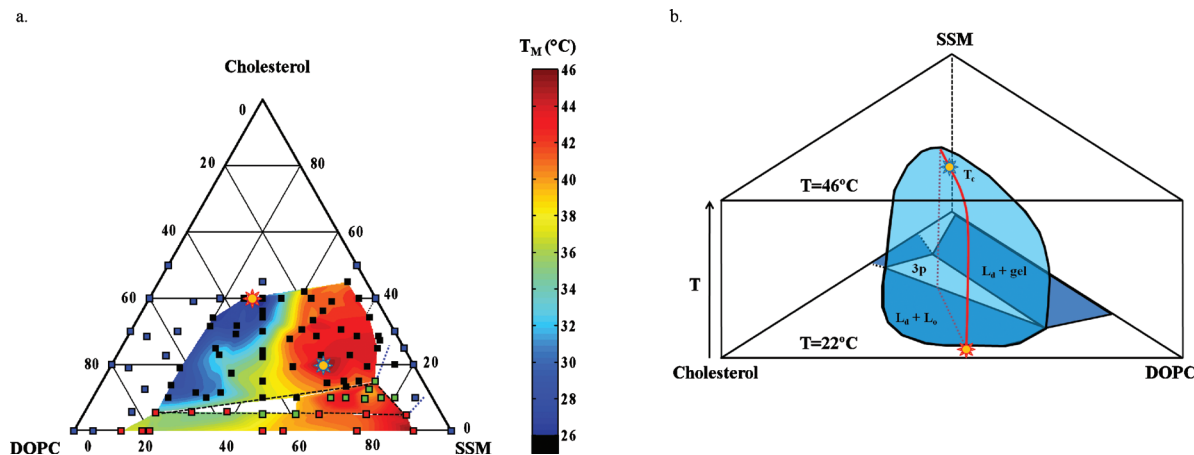 a.
T_M (°C)
Cholesterol
0
20
80
40
60
60
40
80
20
0
DOPC
0
20
40
60
80
SSM
46
44
42
40
38
36
34
32
30
28
26
b.
SSM
T=46°C
T_c
3p
L_d + gel
L_d + L_o
T
T=22°C
Cholesterol
DOPC